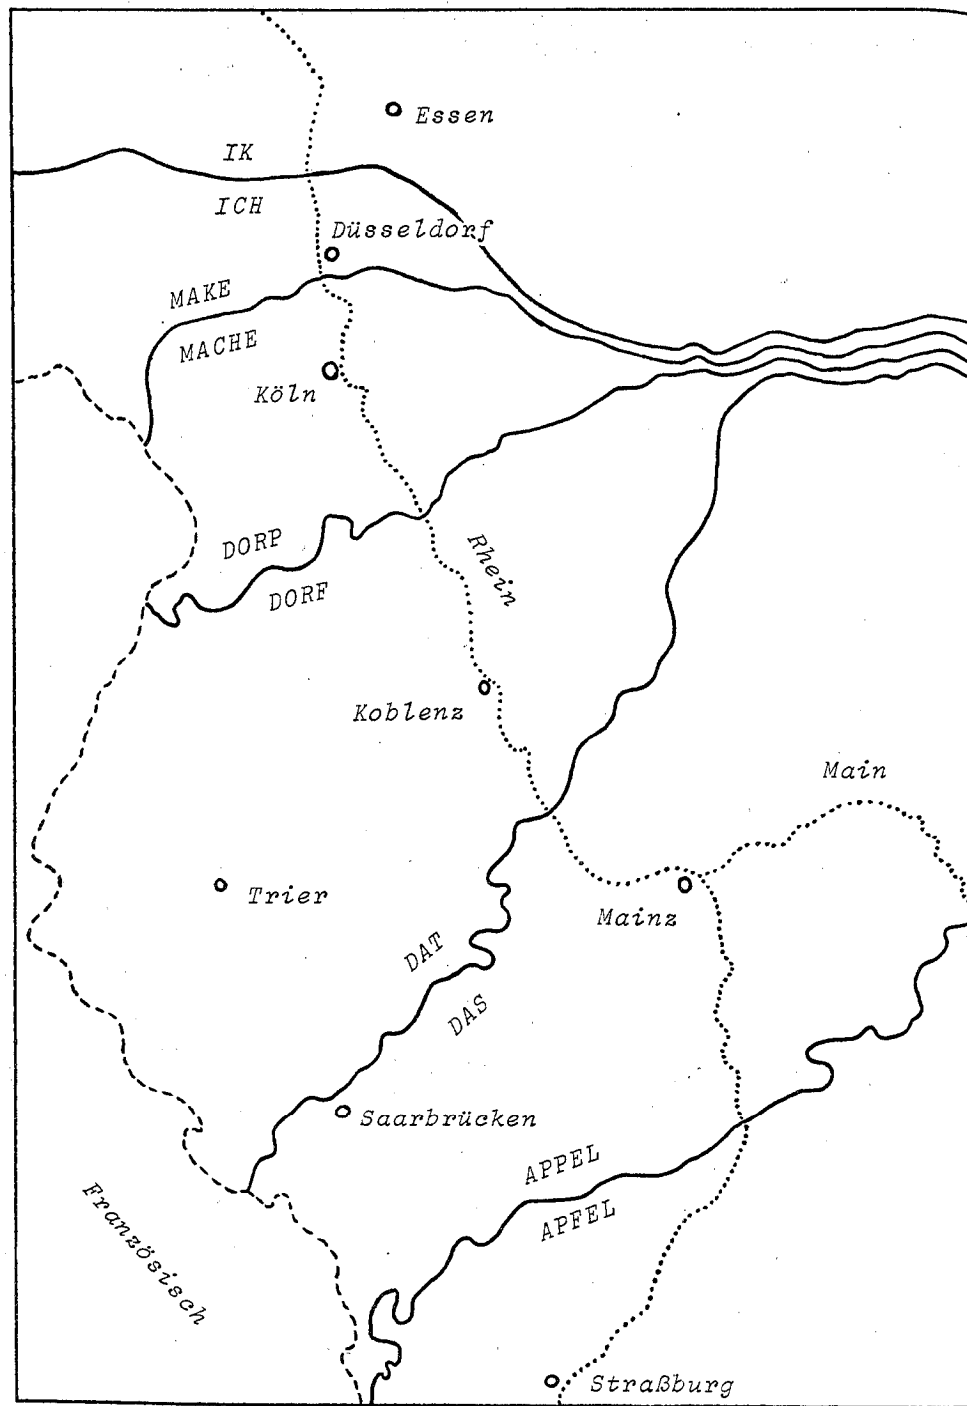 Essen
IK
ICH
Düsseldorf
MAKE
MACHE
Köln
DORP
DORF
Rhein
Koblenz
Main
Trier
Mainz
DAT
DAS
Saarbrücken
APPEL
APFEL
Französisch
Straßburg